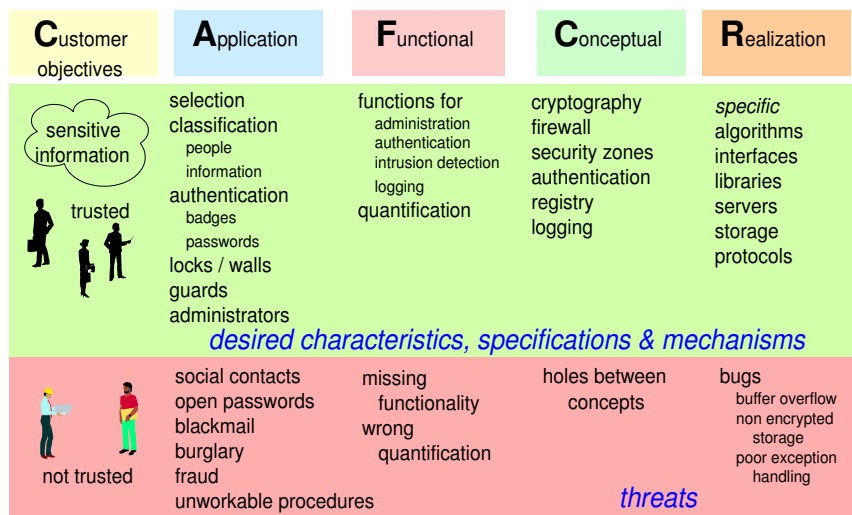 Customer
objectives
Application
Functional
Conceptual
Realization
sensitive
information
trusted
selection
classification
people
information
authentication
badges
passwords
locks / walls
guards
administrators
functions for
administration
authentication
intrusion detection
logging
quantification
cryptography
firewall
security zones
authentication
registry
logging
specific
algorithms
interfaces
libraries
servers
storage
protocols
desired characteristics, specifications & mechanisms
not trusted
social contacts
open passwords
blackmail
burglary
fraud
unworkable procedures
missing
functionality
wrong
quantification
holes between
concepts
bugs
buffer overflow
non encrypted
storage
poor exception
handling
threats